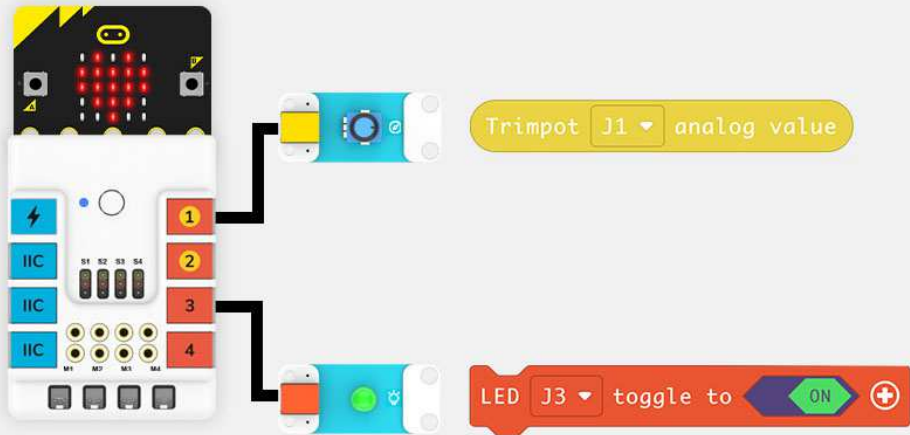 B
A
Trimpot J1 analog value
1
IIC
S1 S2 S3 S4
2
IIC
3
IIC
4
M1 M2 M3 M4
LED J3 toggle to ON